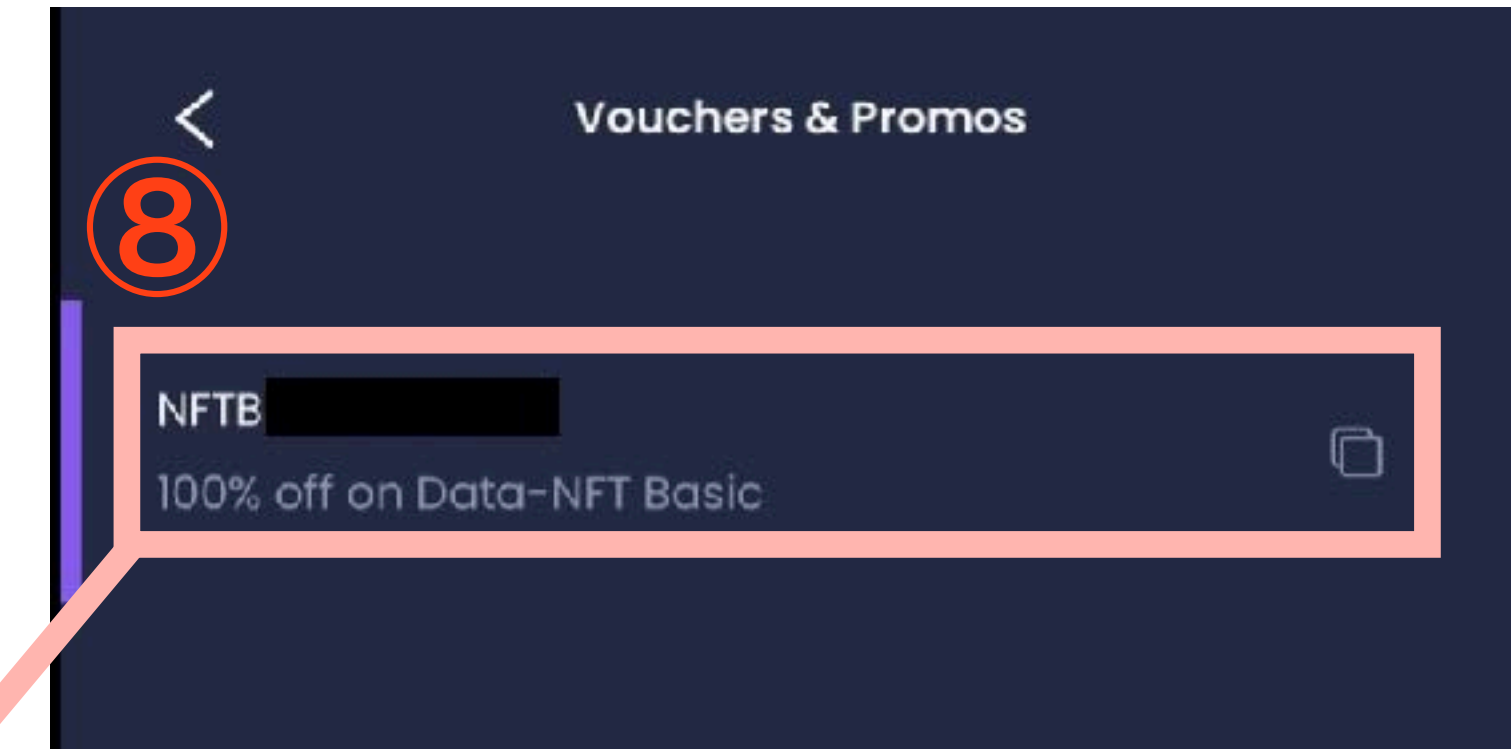 Vouchers & Promos
⑧
NFTB
100% off on Data-NFT Basic